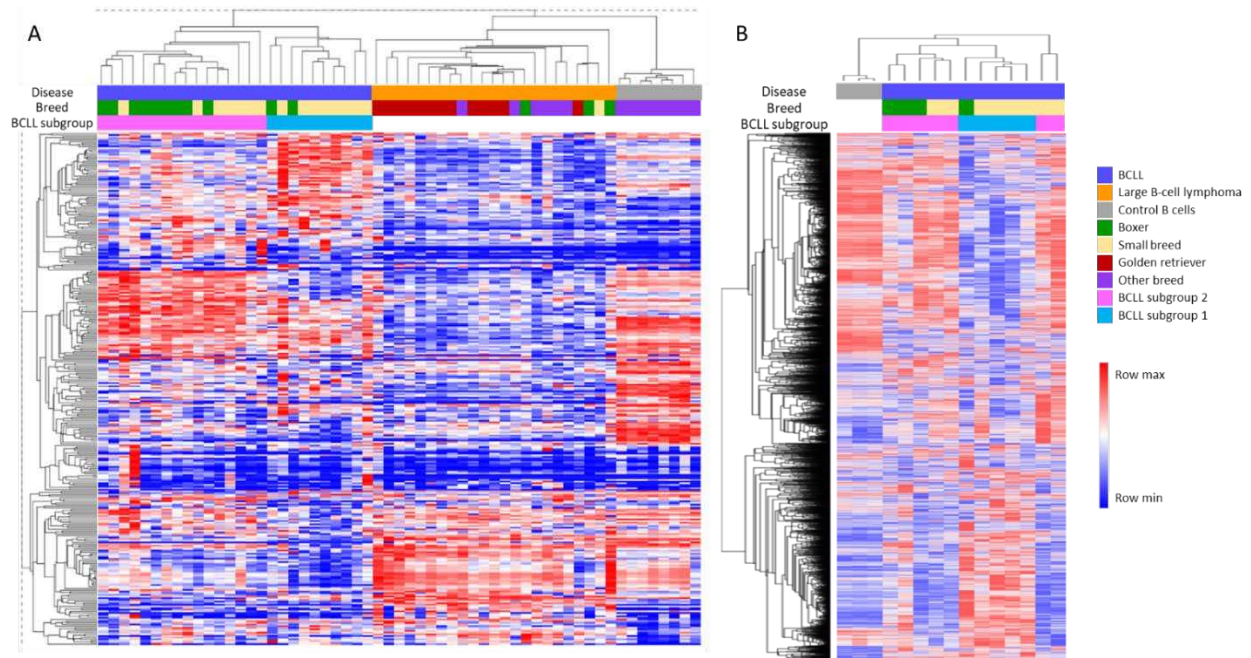 A
Disease
Breed
BCLL subgroup
B
Disease
Breed
BCLL subgroup
BCLL
Large B-cell lymphoma
Control B cells
Boxer
Small breed
Golden retriever
Other breed
BCLL subgroup 2
BCLL subgroup 1
Row max
Row min